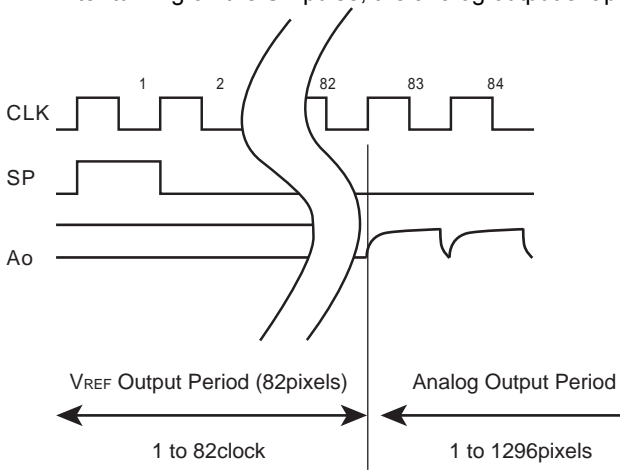 1 2 82 83 84
CLK
SP
Ao
VREF Output Period (82pixels) Analog Output Period
1 to 82clock 1 to 1296pixels